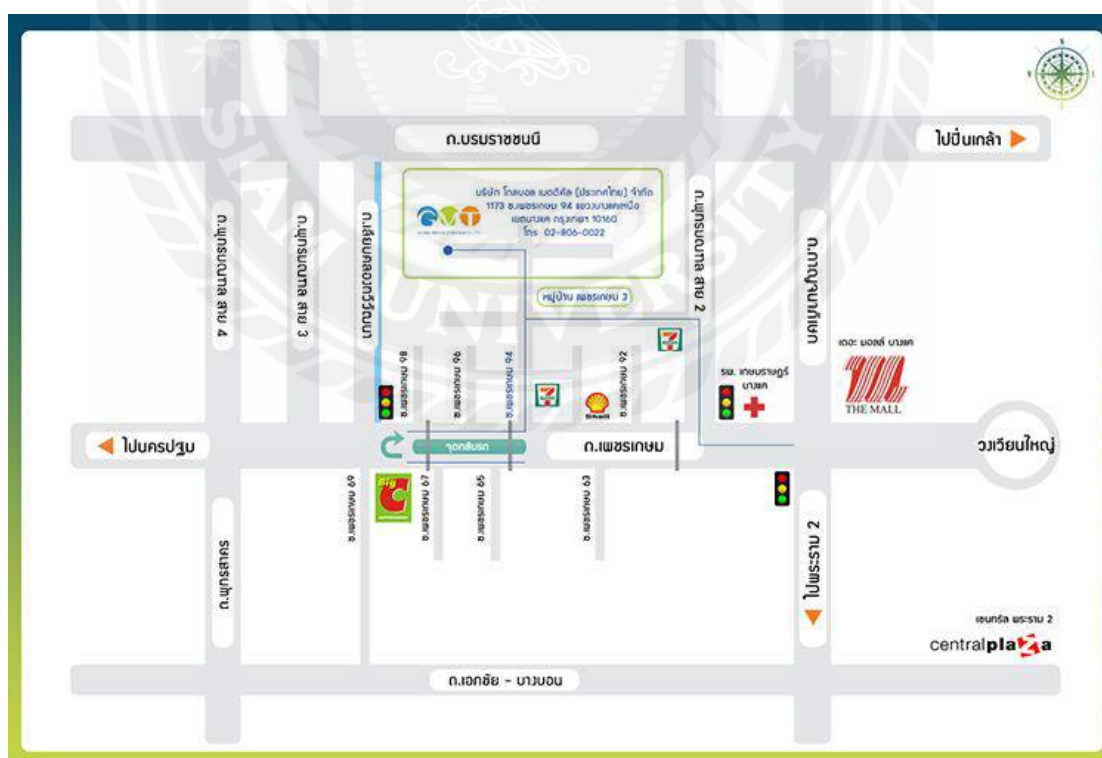 SIAM UNIVERSITY
ถ.บรมราชชนนี
ไปปิ่นเกล้า
บริษัท โกลบอล เมดดิคัล (ประเทศไทย) จำกัด
1173 ซ.เพชรเกษม 94 แขวงบางแคเหนือ
เขตบางแค กรุงเทพฯ 10160
โทร 02-806-0022
GMT
หมู่บ้าน เพชรเกษม 3
ถ.พุทธมณฑล สาย 4
ถ.พุทธมณฑล สาย 3
ถ.เลียบคลองทวีวัฒนา
ถ.พุทธมณฑล สาย 2
ถ.กาญจนาภิเษก
ซ.เพชรเกษม 98
ซ.เพชรเกษม 96
ซ.เพชรเกษม 94
ซ.เพชรเกษม 92
7
7
Shell
รพ. เกษมราษฎร์
บางแค
เดอะ มอลล์ บางแค
THE MALL
ไปนครปฐม
จุดกลับรถ
ถ.เพชรเกษม
วงเวียนใหญ่
Big C
ซ.เพชรเกษม 69
ซ.เพชรเกษม 67
ซ.เพชรเกษม 65
ซ.เพชรเกษม 63
ถ.พุทธสาคร
ไปพระราม 2
เซนทรัล พระราม 2
centralplaza
ถ.เอกชัย - บางบอน